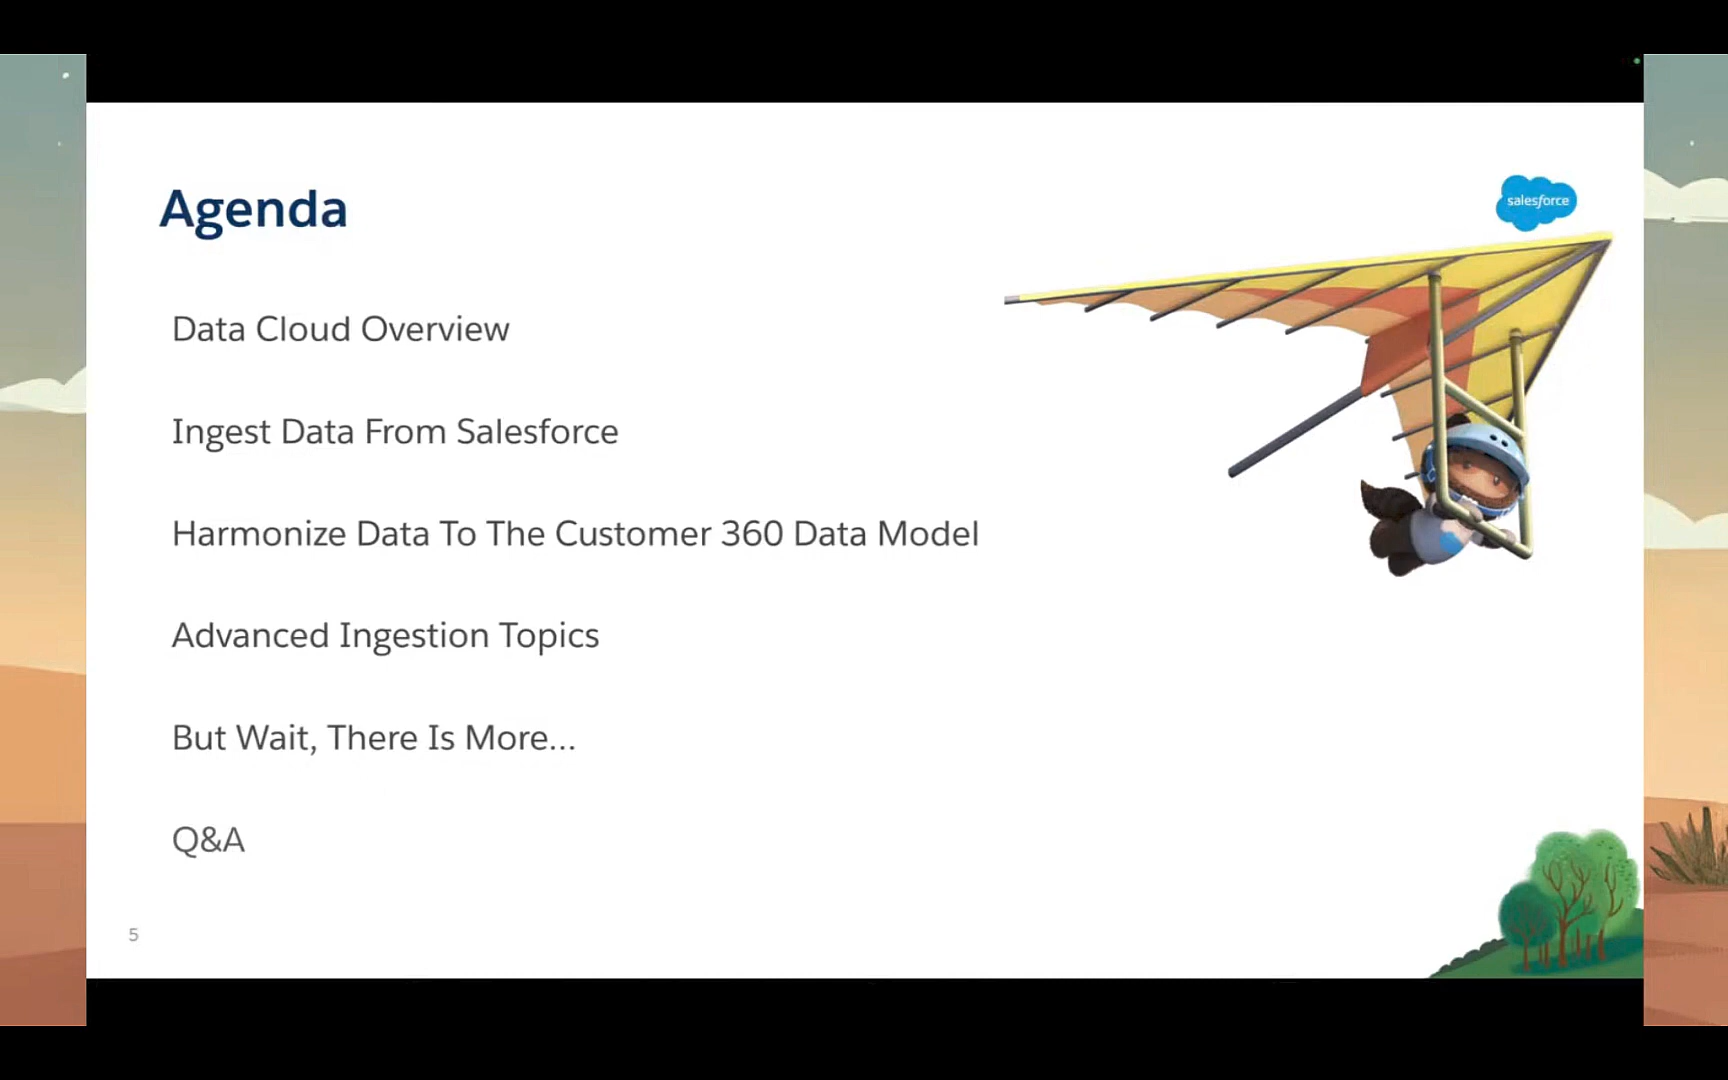 Agenda
salesforce
Data Cloud Overview
Ingest Data From Salesforce
Harmonize Data To The Customer 360 Data Model
Advanced Ingestion Topics
But Wait, There Is More...
Q&A
5